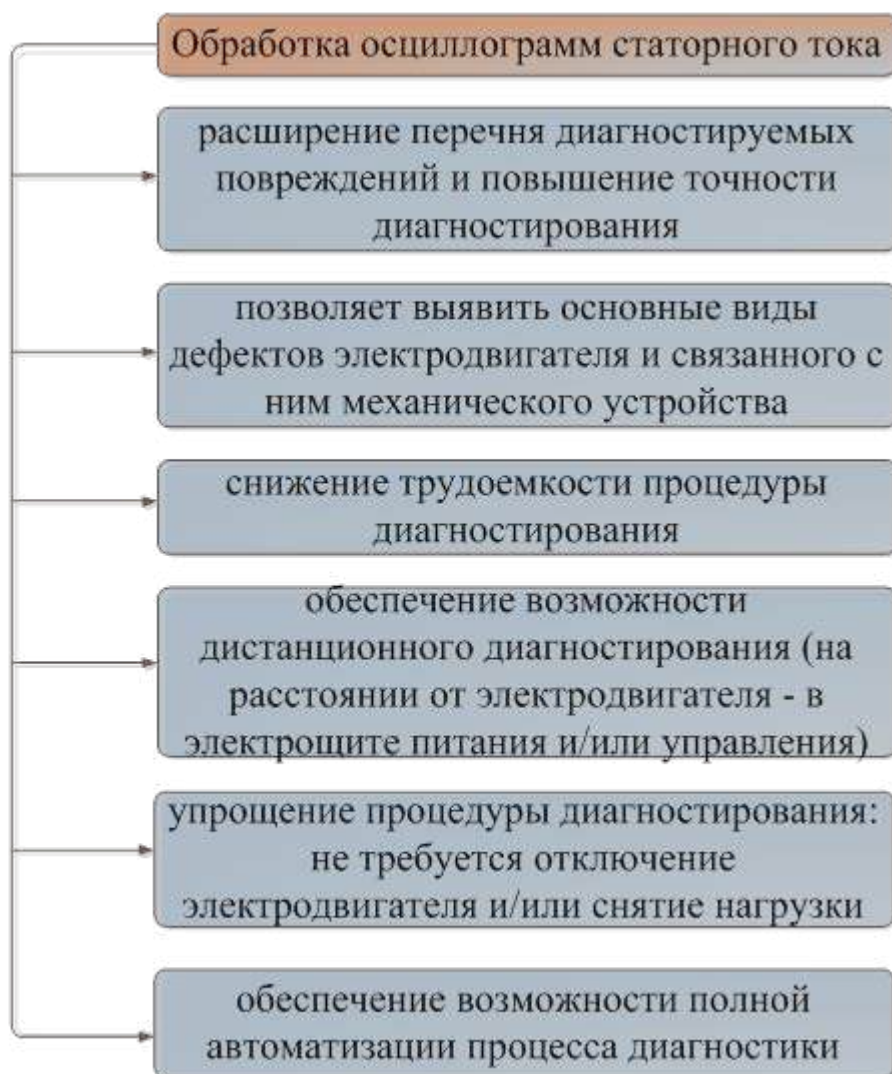 Обработка осциллограмм статорного тока
расширение перечня диагностируемых
повреждений и повышение точности
диагностирования
позволяет выявить основные виды
дефектов электродвигателя и связанного с
ним механического устройства
снижение трудоемкости процедуры
диагностирования
обеспечение возможности
дистанционного диагностирования (на
расстоянии от электродвигателя - в
электрощите питания и/или управления)
упрощение процедуры диагностирования:
не требуется отключение
электродвигателя и/или снятие нагрузки
обеспечение возможности полной
автоматизации процесса диагностики